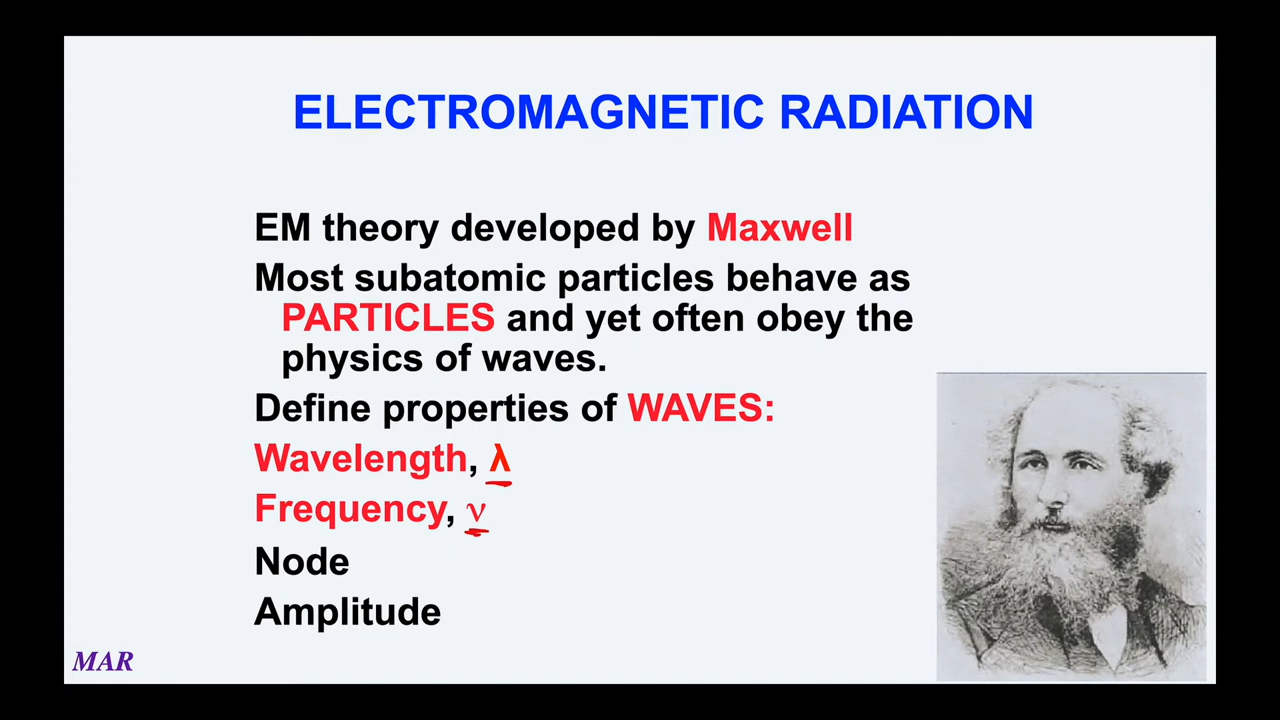 ELECTROMAGNETIC RADIATION
EM theory developed by Maxwell
Most subatomic particles behave as
PARTICLES and yet often obey the
physics of waves.
Define properties of WAVES:
Wavelength, λ
Frequency, ν
Node
Amplitude
MAR